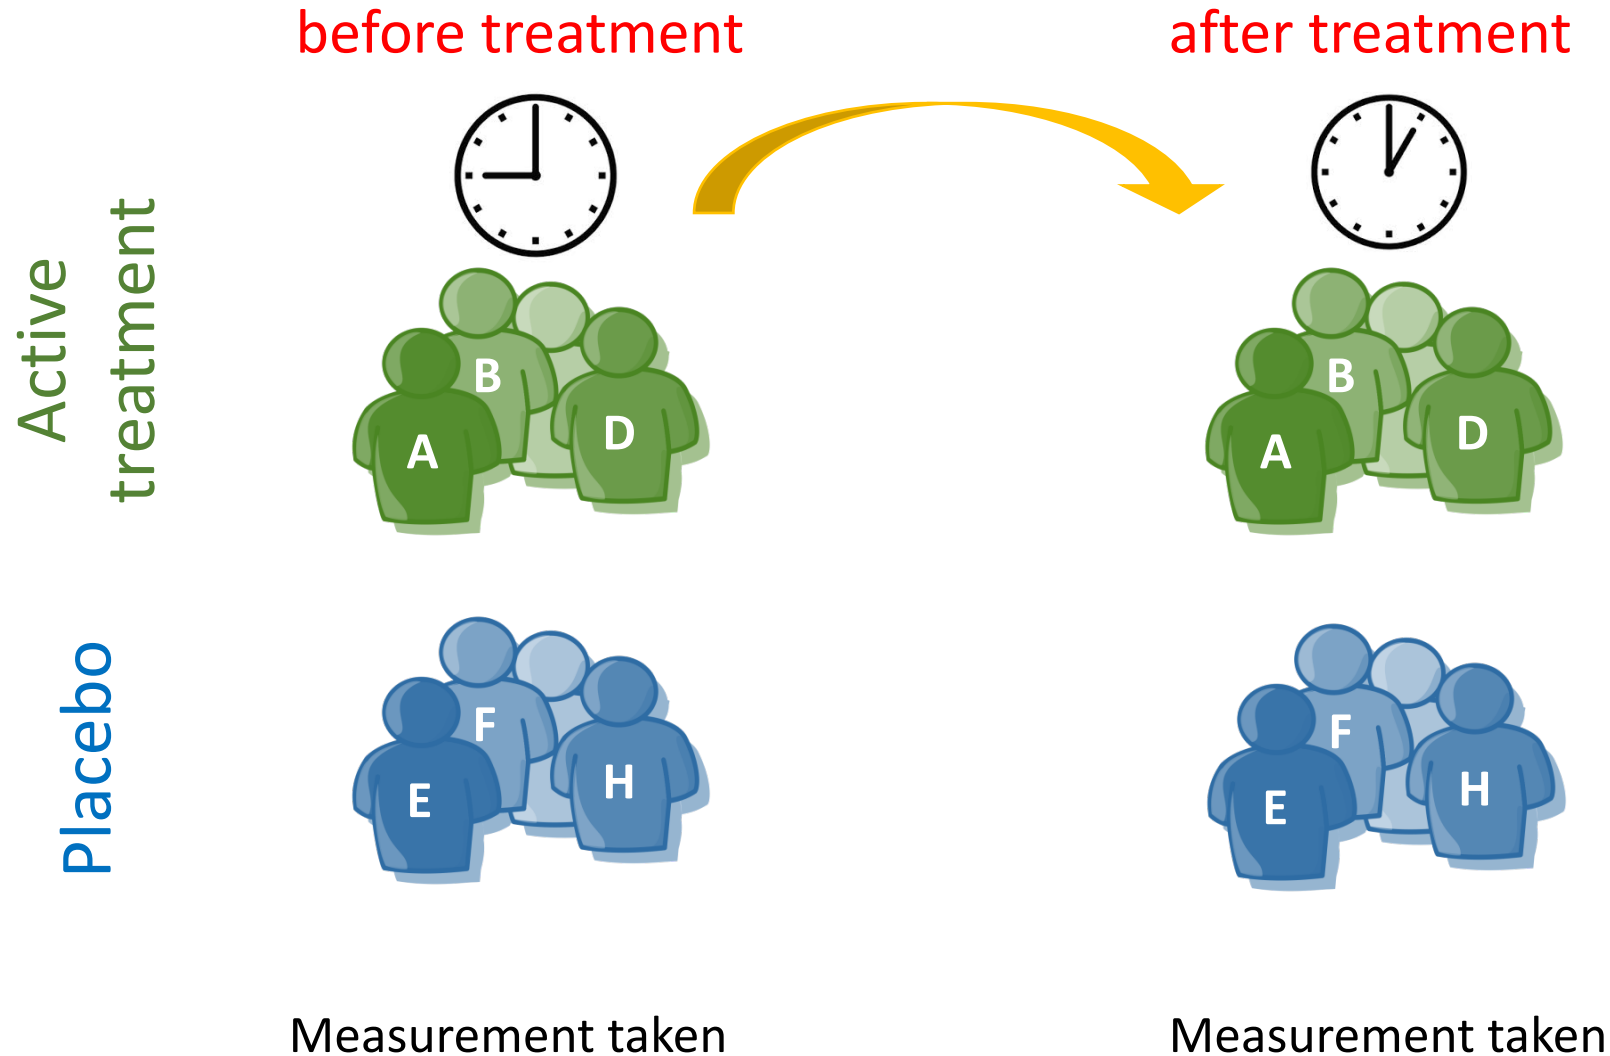 before treatment
after treatment
Active
treatment
B
A
D
B
A
D
Placebo
F
E
H
F
E
H
Measurement taken
Measurement taken